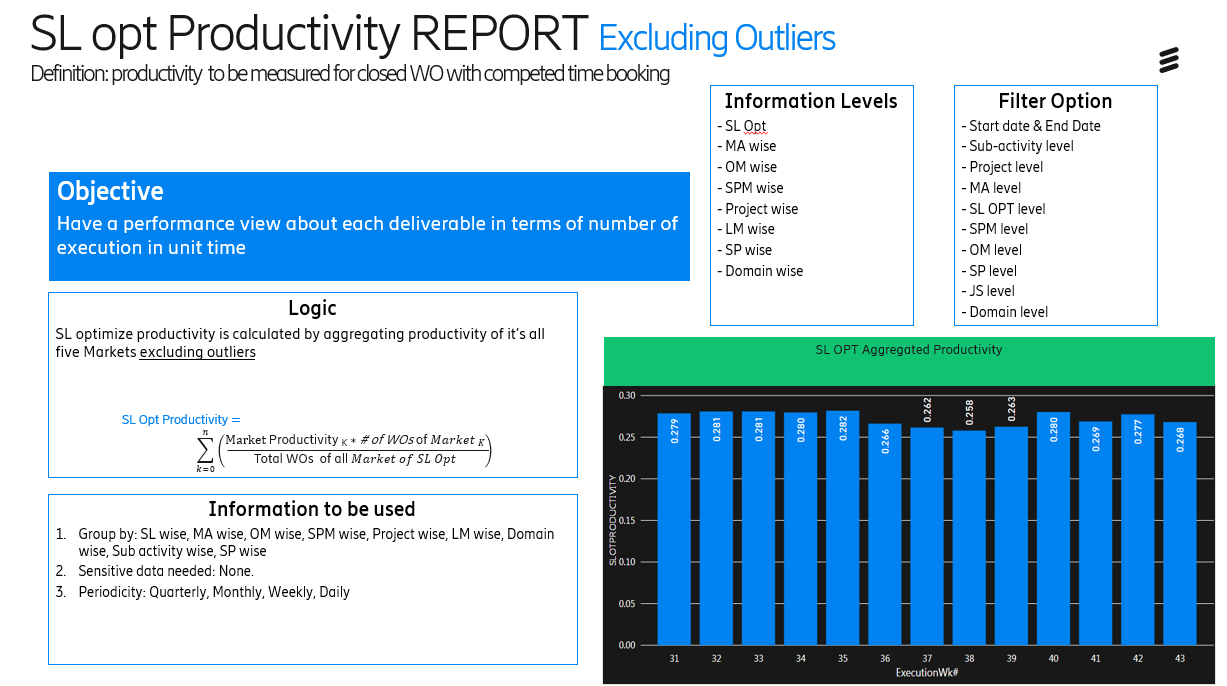 SL opt Productivity REPORT Excluding Outliers
Definition: productivity to be measured for closed WO with competed time booking
Information Levels
- SL Opt
- MA wise
- OM wise
- SPM wise
- Project wise
- LM wise
- SP wise
- Domain wise
Filter Option
- Start date & End Date
- Sub-activity level
- Project level
- MA level
- SL OPT level
- SPM level
- OM level
- SP level
- JS level
- Domain level
Objective
Have a performance view about each deliverable in terms of number of
execution in unit time
Logic
SL optimize productivity is calculated by aggregating productivity of it's all
five Markets excluding outliers
SL Opt Productivity =
n
∑
k=0
(Market Productivity K * # of WOs of Market K
Total WOs of all Market of SL Opt)
Information to be used
1. Group by: SL wise, MA wise, OM wise, SPM wise, Project wise, LM wise, Domain
wise, Sub activity wise, SP wise
2. Sensitive data needed: None.
3. Periodicity: Quarterly, Monthly, Weekly, Daily
SL OPT Aggregated Productivity
SLOTPRODUCTIVITY
0.30
0.25
0.20
0.15
0.10
0.05
0.00
0.279 0.281 0.281 0.280 0.282 0.266 0.262 0.258 0.263 0.280 0.269 0.277 0.268
31 32 33 34 35 36 37 38 39 40 41 42 43
ExecutionWk#